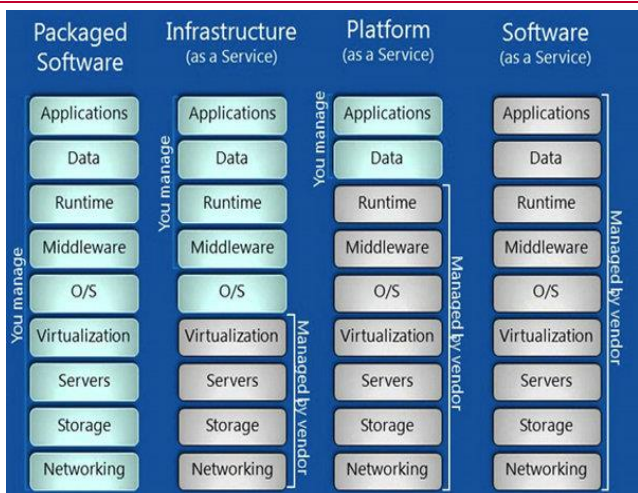 Packaged
Software
You manage
Applications
Data
Runtime
Middleware
O/S
Virtualization
Servers
Storage
Networking
Infrastructure
(as a Service)
You manage
Applications
Data
Runtime
Middleware
O/S
Virtualization
Servers
Storage
Networking
Managed by vendor
Platform
(as a Service)
You manage
Applications
Data
Runtime
Middleware
O/S
Virtualization
Servers
Storage
Networking
Managed by vendor
Software
(as a Service)
Applications
Data
Runtime
Middleware
O/S
Virtualization
Servers
Storage
Networking
Managed by vendor